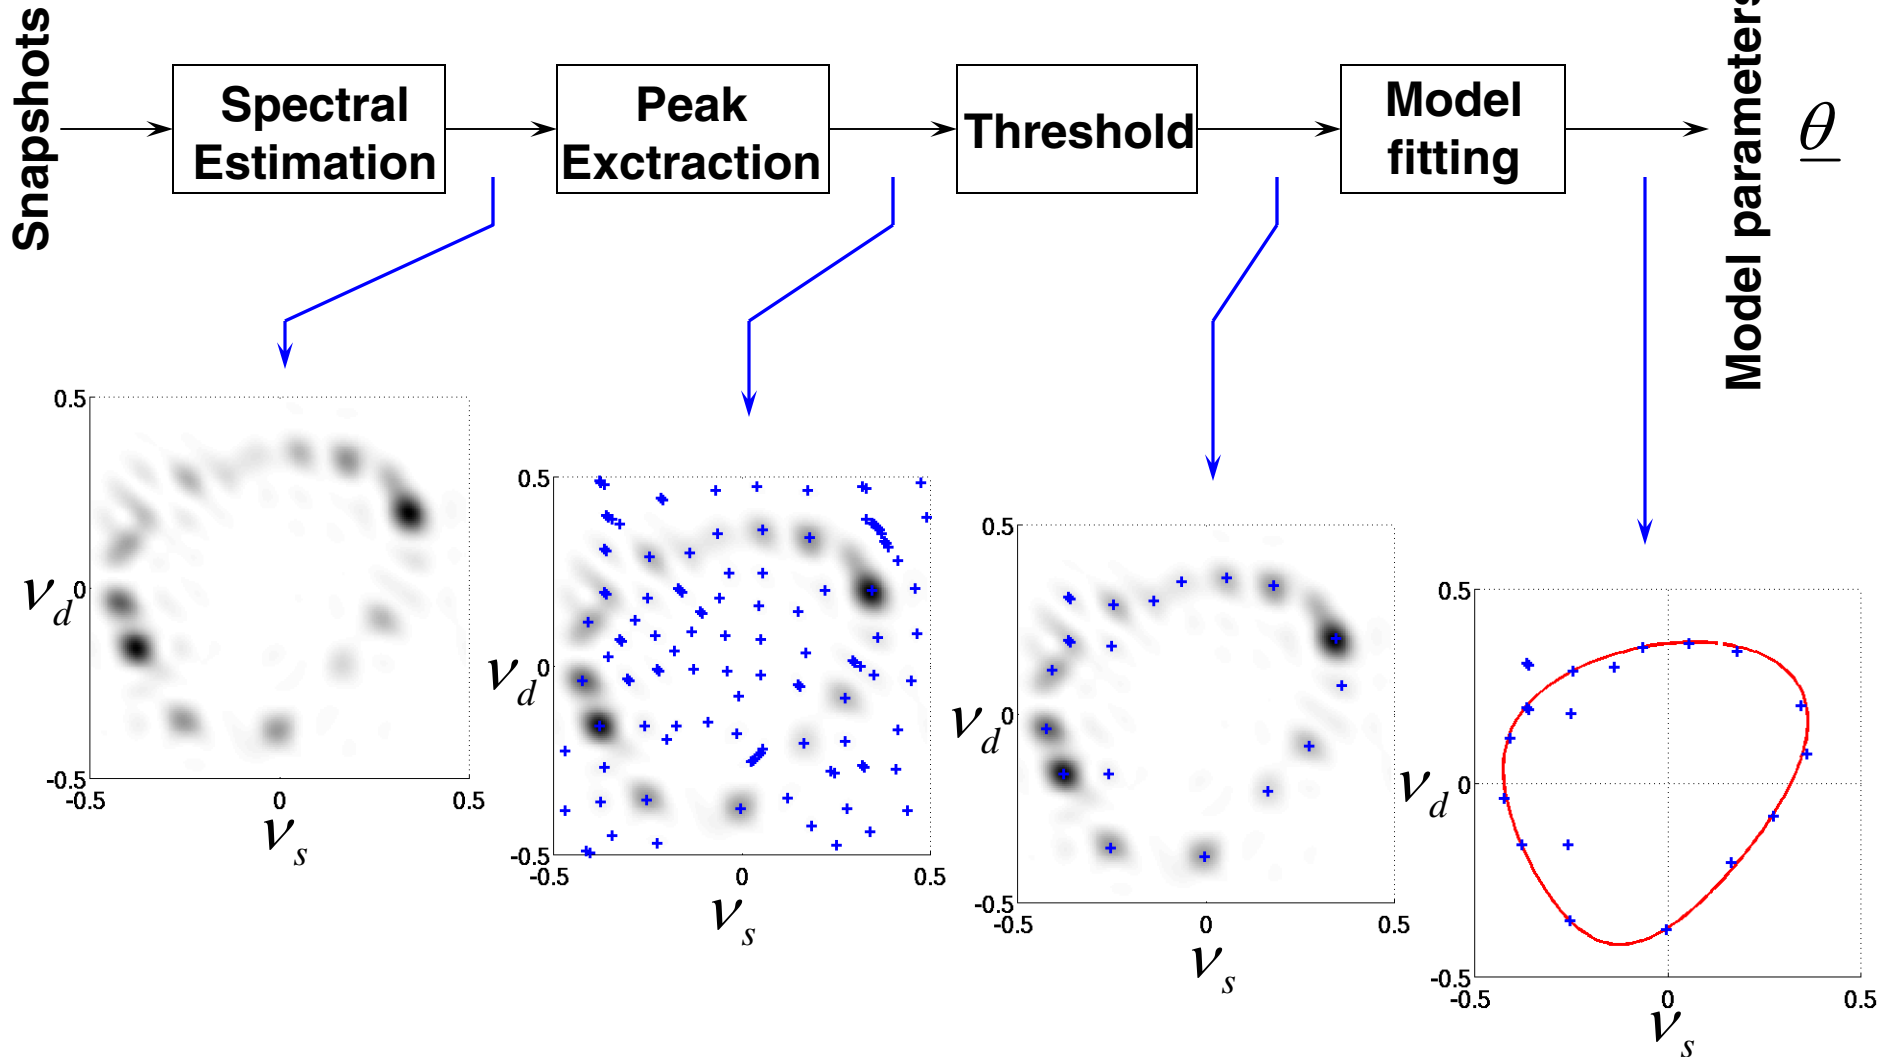 Snapshots
Spectral
Estimation
Peak
Exctraction
Threshold
Model
fitting
Model parameters
θ
0.5
ν_d
0
-0.5
-0.5 0 0.5
ν_s
0.5
ν_d
0
-0.5
-0.5 0 0.5
ν_s
0.5
ν_d
0
-0.5
-0.5 0 0.5
ν_s
0.5
ν_d
0
-0.5
-0.5 0 0.5
ν_s